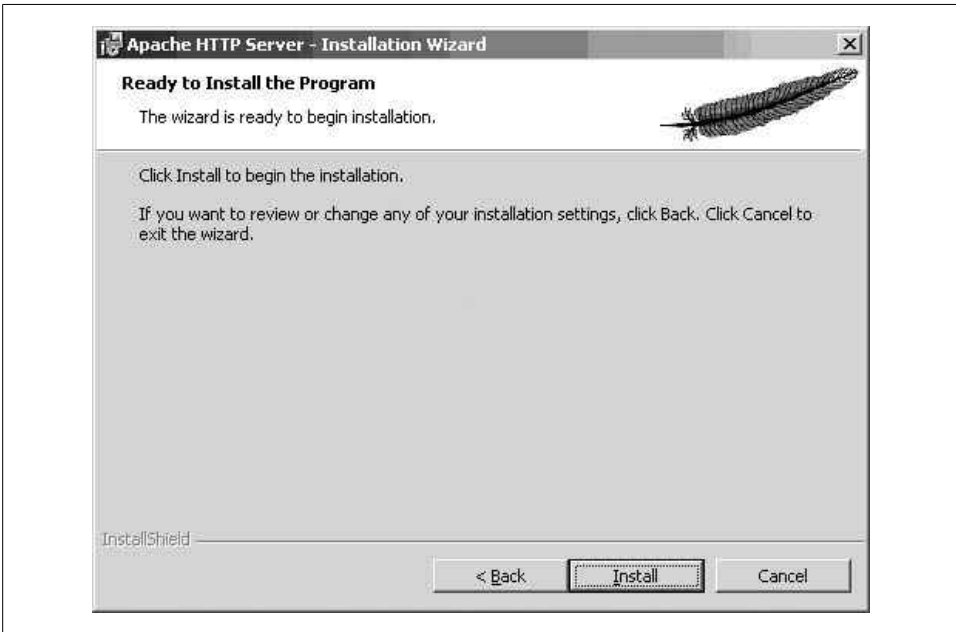 Apache HTTP Server - Installation Wizard
Ready to Install the Program
The wizard is ready to begin installation.
Click Install to begin the installation.
If you want to review or change any of your installation settings, click Back. Click Cancel to
exit the wizard.
InstallShield
< Back
Install
Cancel